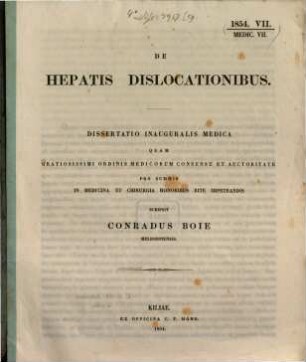 1854. VII.
MEDIC. VII.
DE
HEPATIS DISLOCATIONIBUS.
DISSERTATIO INAUGURALIS MEDICA
QUAM
GRATIOSISSIMI ORDINIS MEDICORUM CONSENSU ET AUCTORITATE
PRO SUMMIS
IN MEDICINA ET CHIRURGIA HONORIBUS RITE IMPETRANDIS
SCRIPSIT
CONRADUS BOIE
KILIAE.
EX OFFICINA C. F. MOHR.
1854.